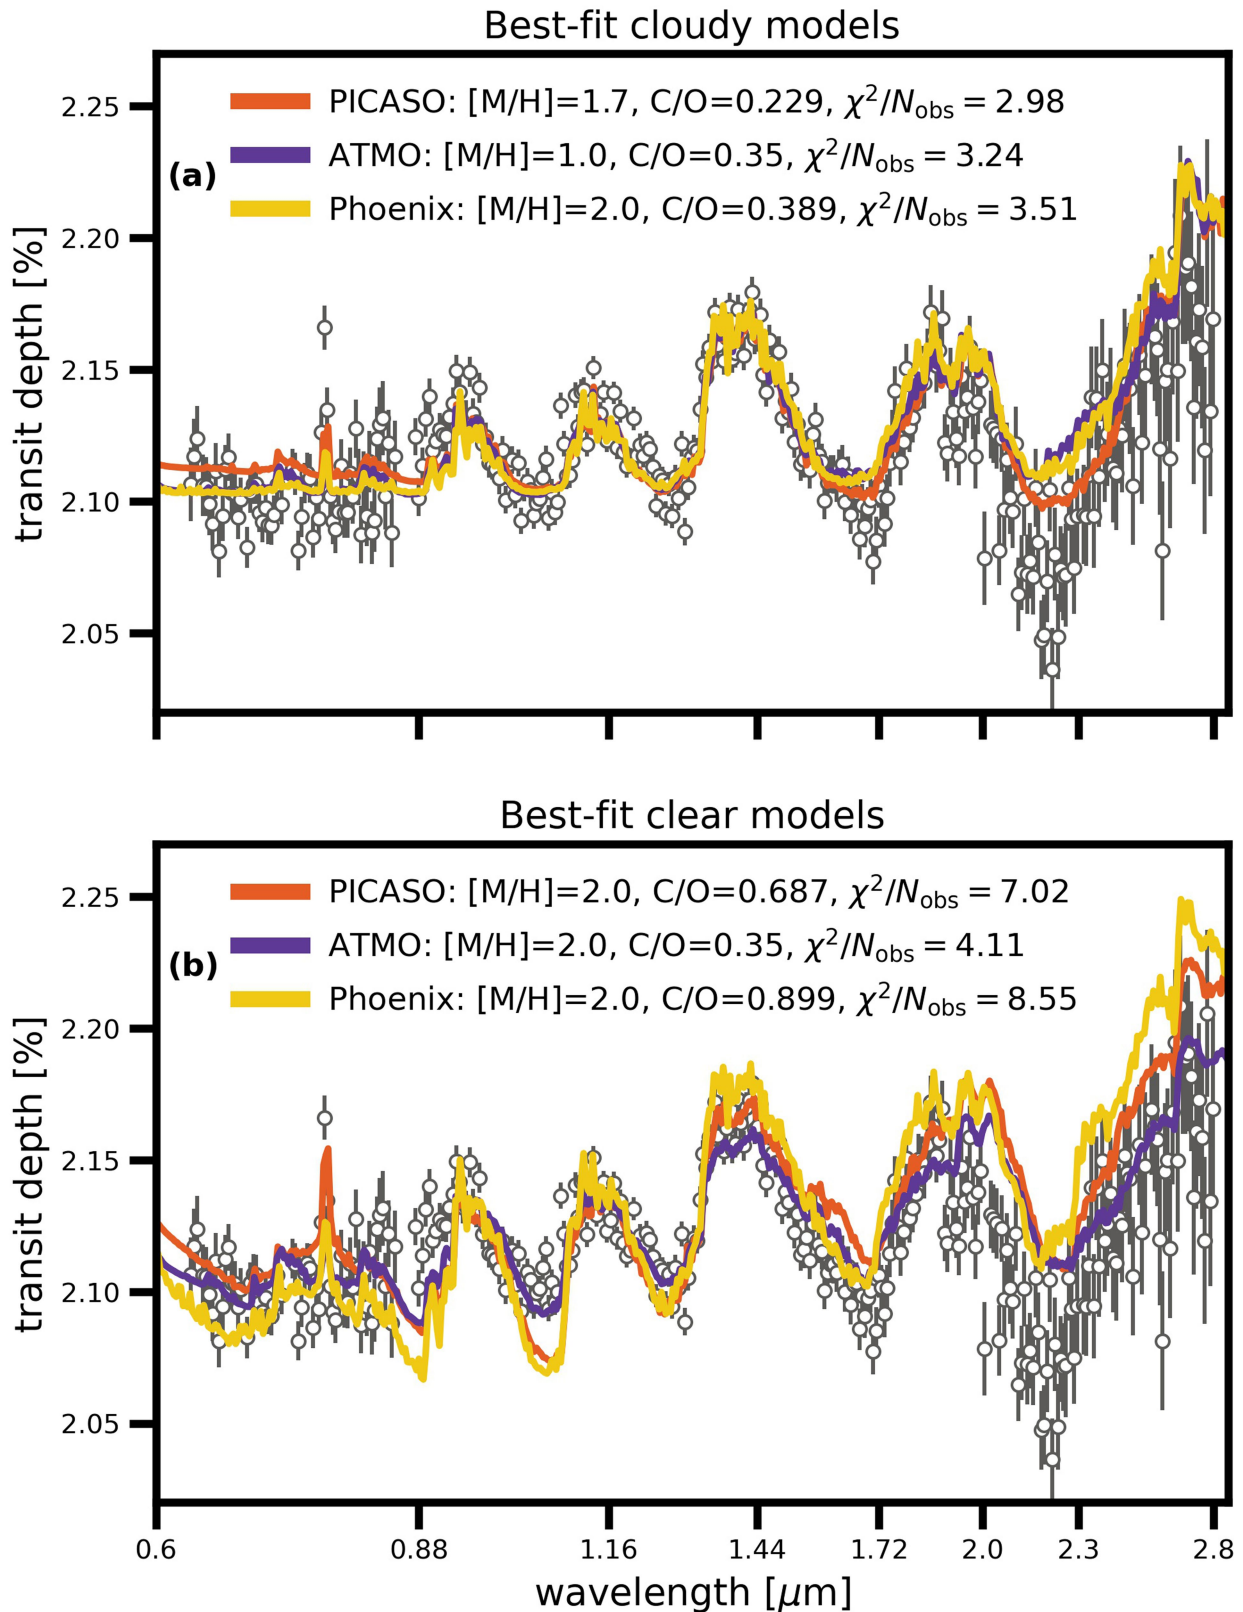 Best-fit cloudy models
2.25
2.20
2.15
2.10
2.05
transit depth [%]
(a)
PICASO: [M/H]=1.7, C/O=0.229, χ²/N_obs = 2.98
ATMO: [M/H]=1.0, C/O=0.35, χ²/N_obs = 3.24
Phoenix: [M/H]=2.0, C/O=0.389, χ²/N_obs = 3.51
Best-fit clear models
2.25
2.20
2.15
2.10
2.05
transit depth [%]
(b)
PICASO: [M/H]=2.0, C/O=0.687, χ²/N_obs = 7.02
ATMO: [M/H]=2.0, C/O=0.35, χ²/N_obs = 4.11
Phoenix: [M/H]=2.0, C/O=0.899, χ²/N_obs = 8.55
0.6 0.88 1.16 1.44 1.72 2.0 2.3 2.8
wavelength [μm]